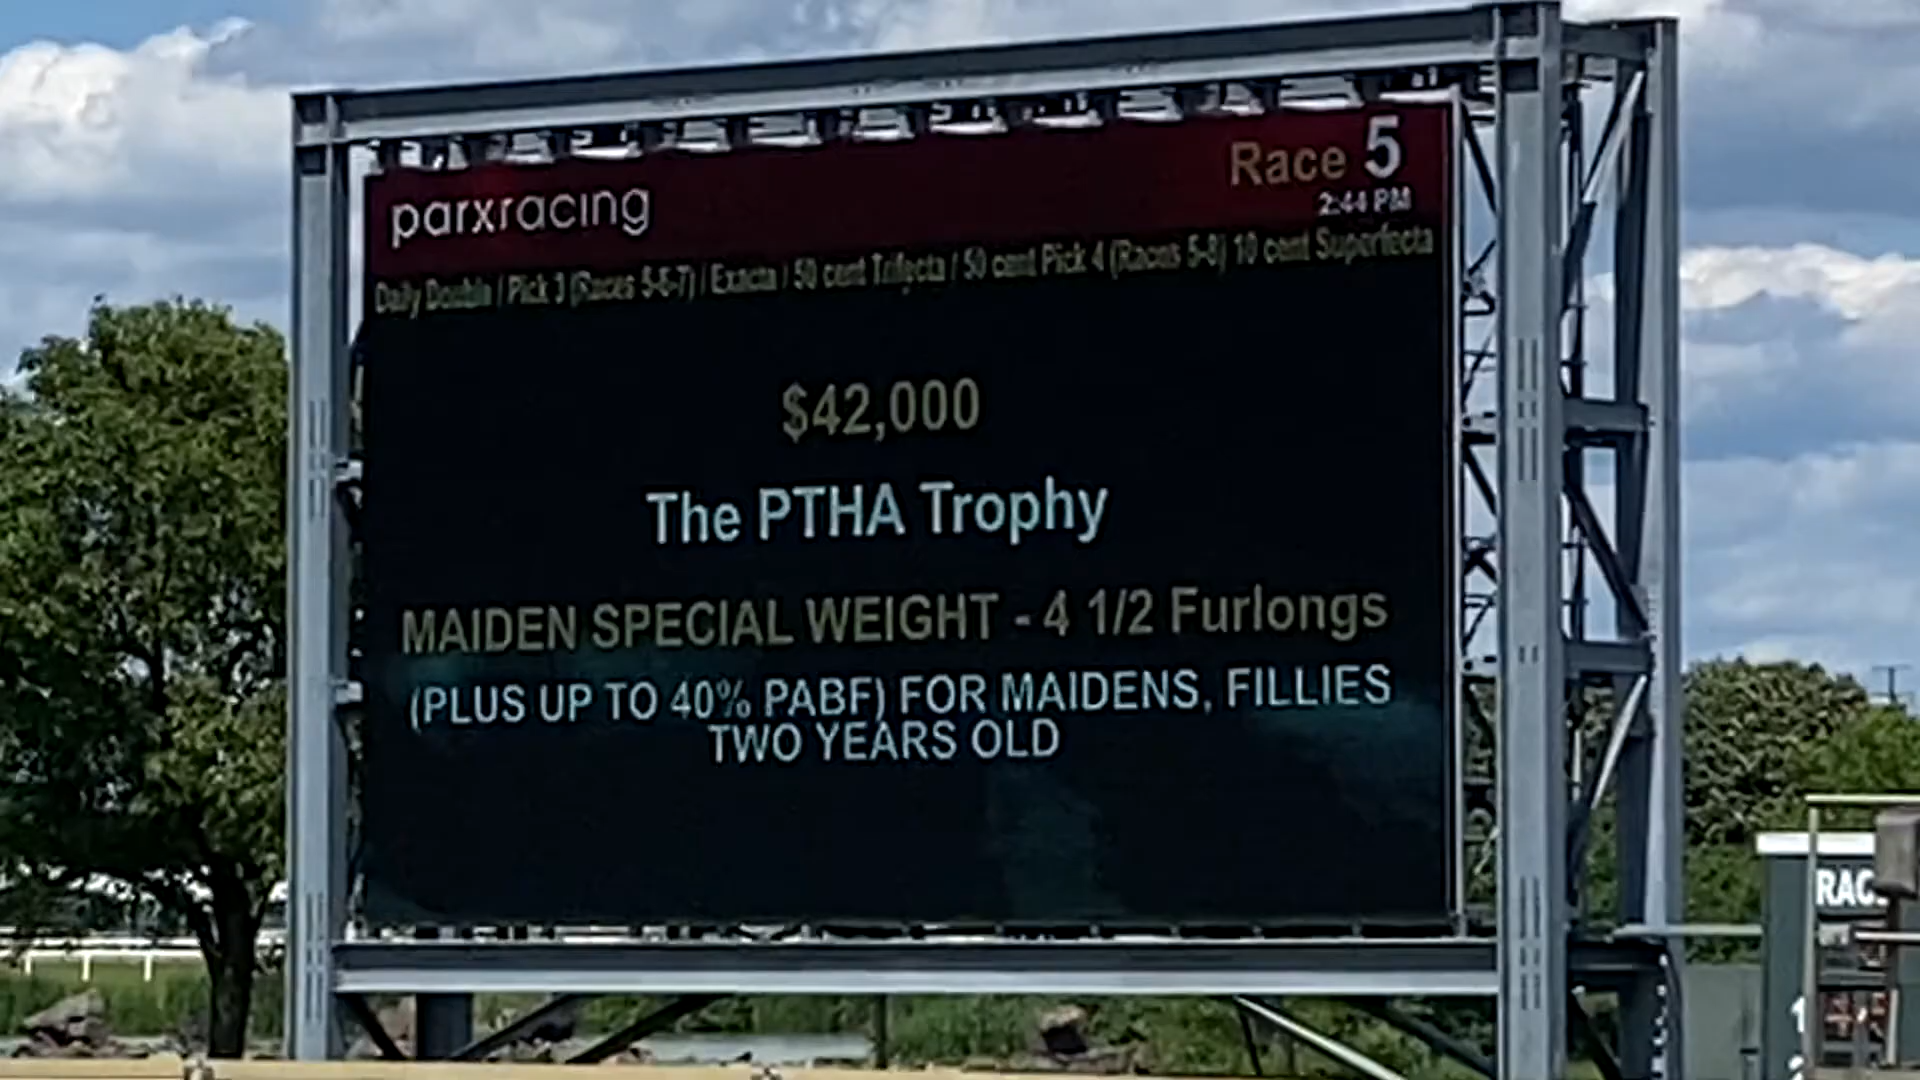 parxracing
Race 5
2:44 PM
Daily Double / Pick 3 (Races 5-6-7) / Exacta / 50 cent Trifecta / 50 cent Pick 4 (Races 5-8) 10 cent Superfecta
$42,000
The PTHA Trophy
MAIDEN SPECIAL WEIGHT - 4 1/2 Furlongs
(PLUS UP TO 40% PABF) FOR MAIDENS, FILLIES
TWO YEARS OLD
1